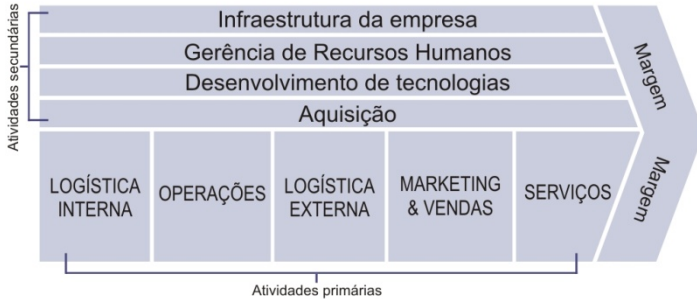 Atividades secundárias
Infraestrutura da empresa
Gerência de Recursos Humanos
Desenvolvimento de tecnologias
Aquisição
Margem
LOGÍSTICA
INTERNA
OPERAÇÕES
LOGÍSTICA
EXTERNA
MARKETING
& VENDAS
SERVIÇOS
Margem
Atividades primárias